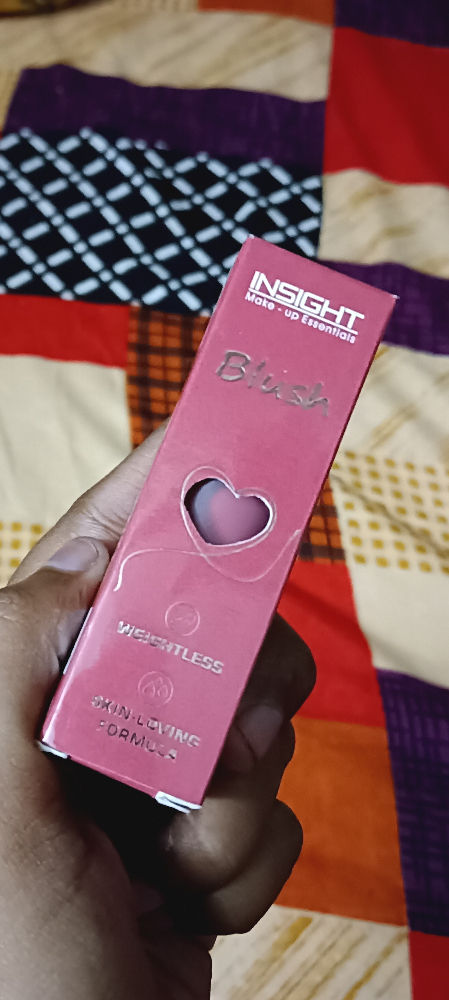 INSIGHT
Make - up Essentials
Blush
WEIGHTLESS
SKIN-LOVING
FORMULA